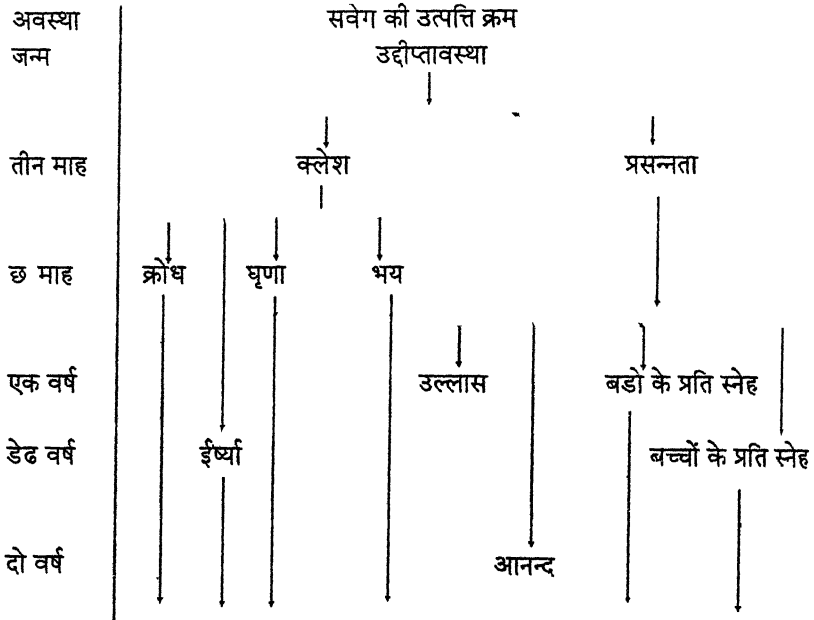 अवस्था सवेग की उत्पत्ति क्रम
जन्म उद्दीप्तावस्था
तीन माह क्लेश प्रसन्नता
छ माह क्रोध घृणा भय
एक वर्ष उल्लास बडो के प्रति स्नेह
डेढ वर्ष ईर्ष्या बच्चों के प्रति स्नेह
दो वर्ष आनन्द